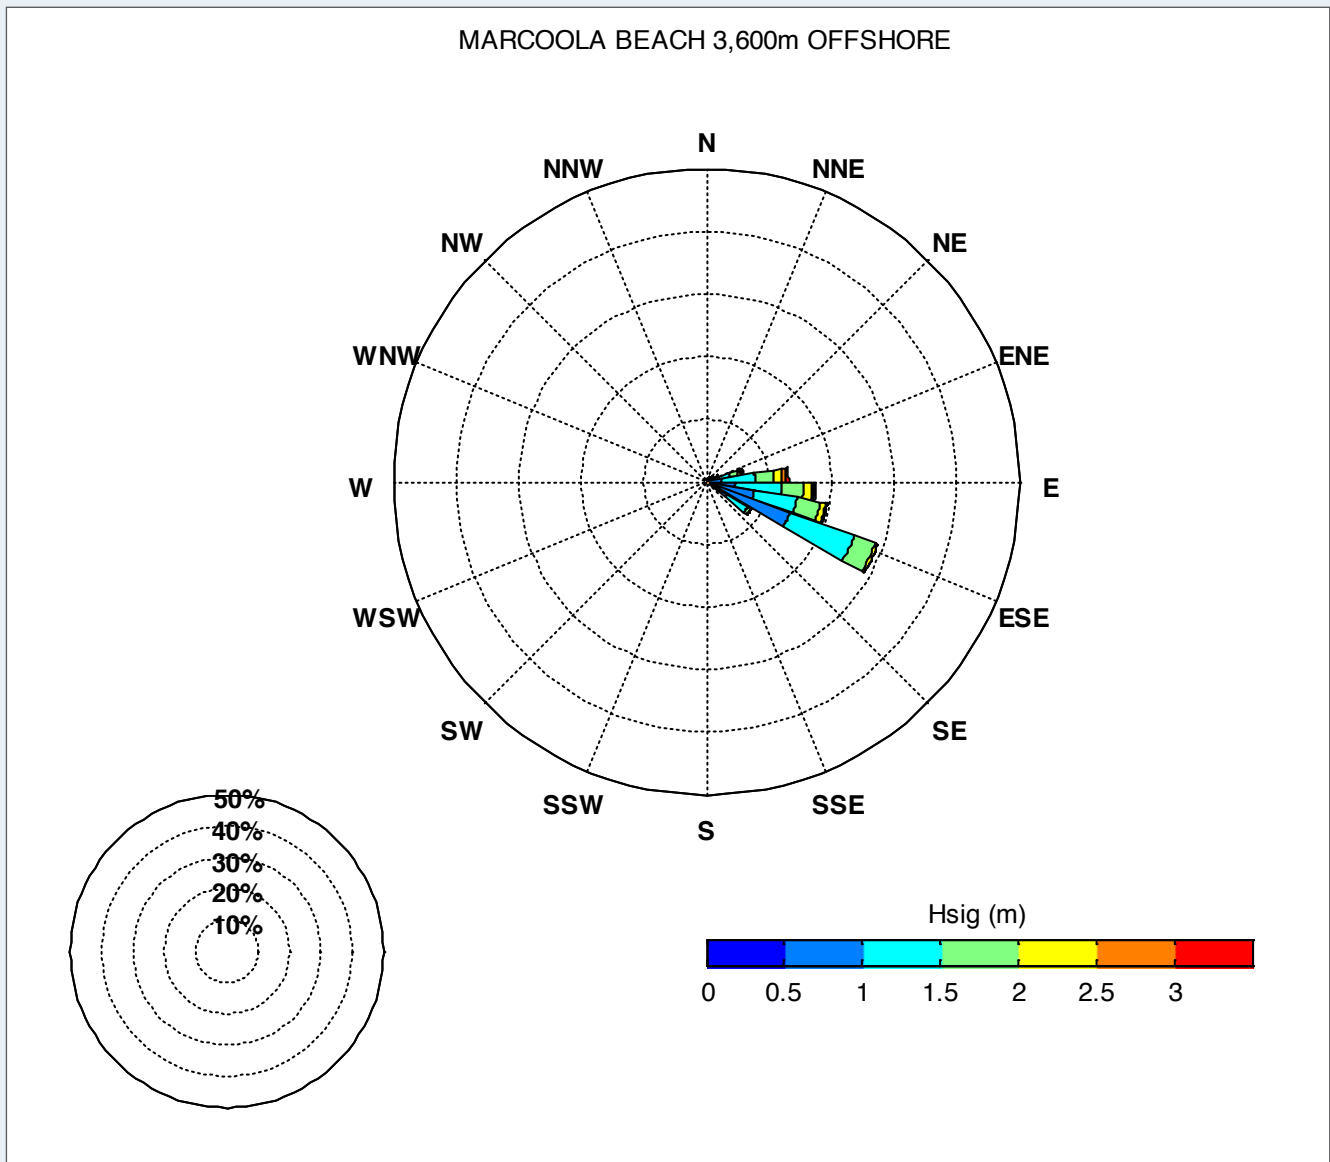 MARCOOLA BEACH 3,600m OFFSHORE
N
NNW
NNE
NW
NE
WNW
ENE
W
E
WSW
ESE
SW
SE
SSW
SSE
S
50%
40%
30%
20%
10%
Hsig (m)
0 0.5 1 1.5 2 2.5 3